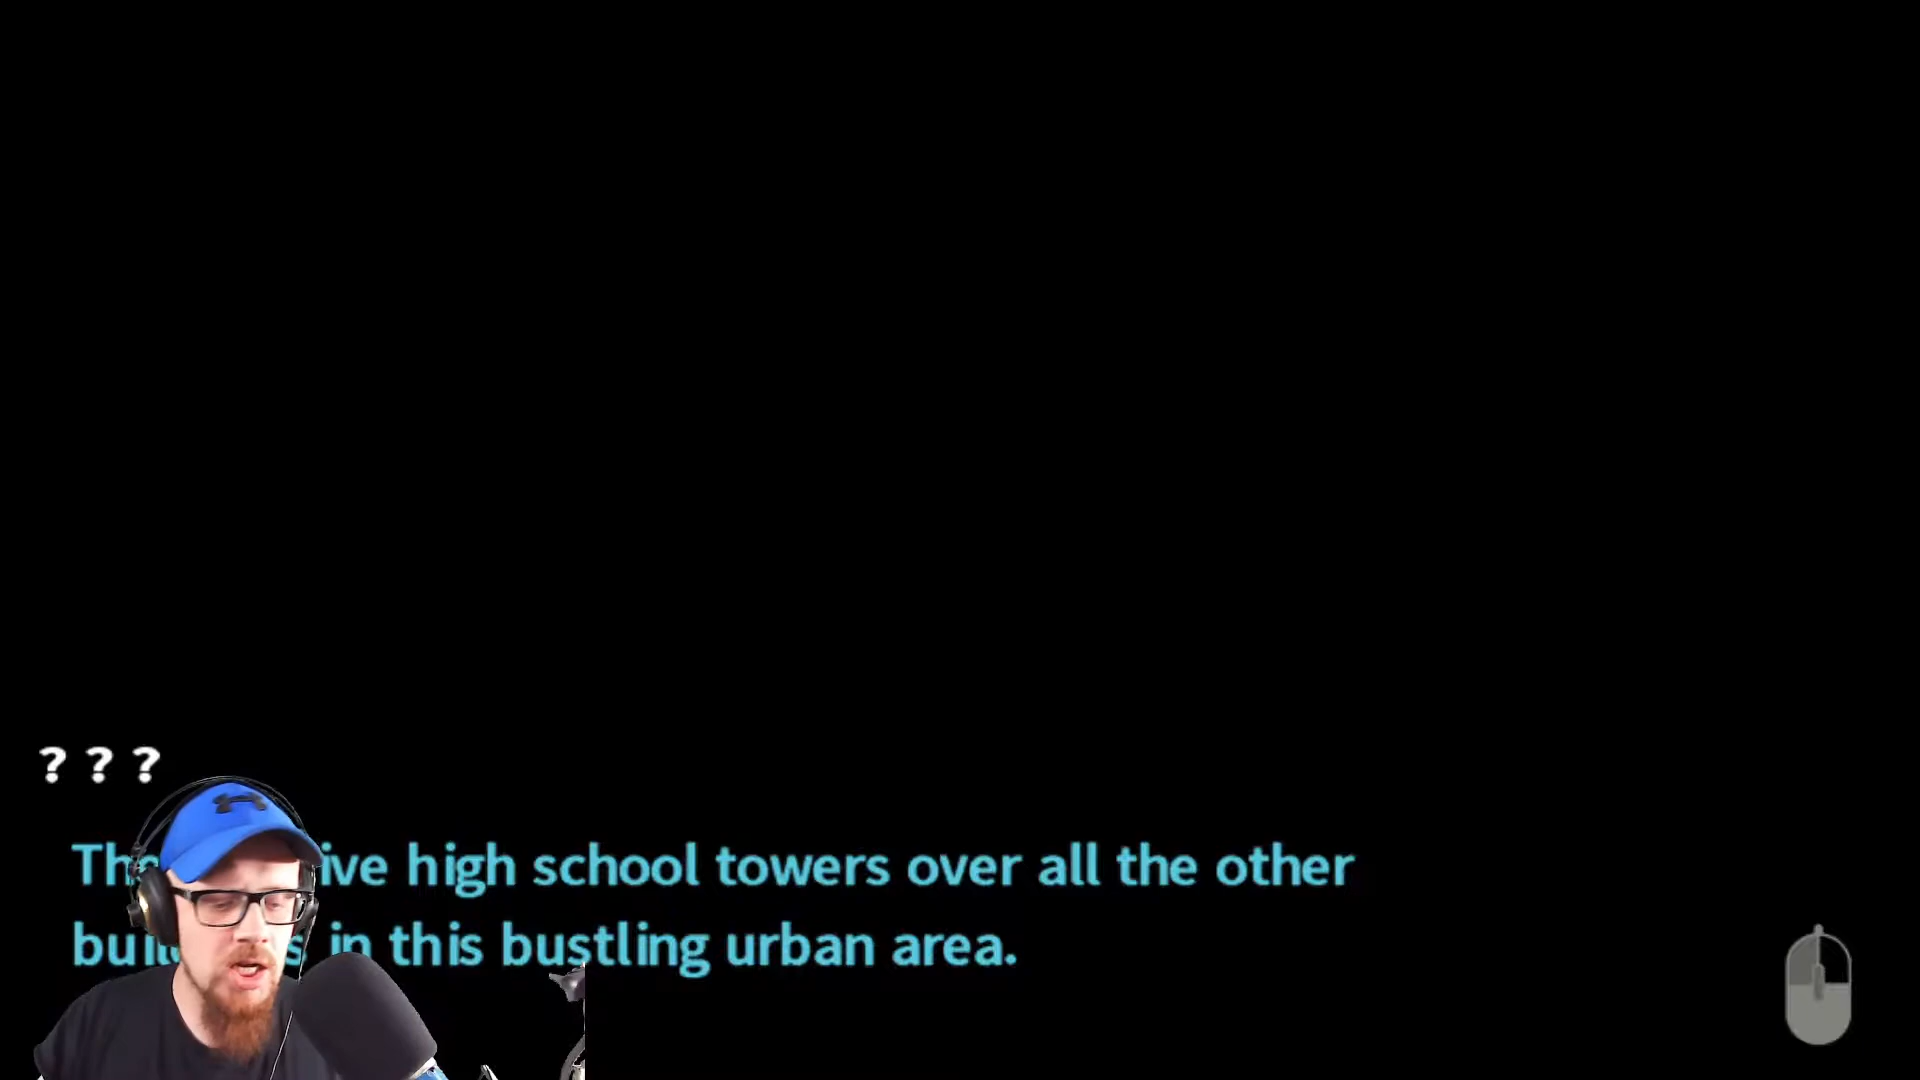 ???
ive high school towers over all the other
in this bustling urban area.